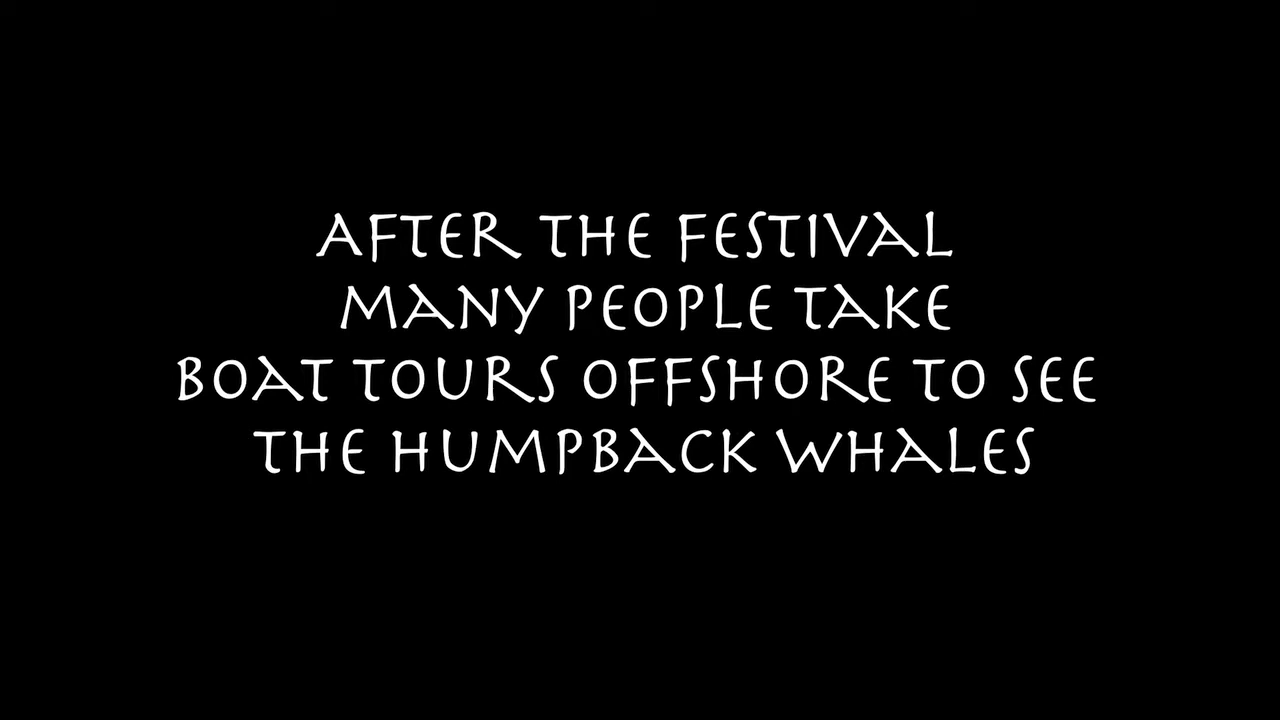 AFTER THE FESTIVAL
MANY PEOPLE TAKE
BOAT TOURS OFFSHORE TO SEE
THE HUMPBACK WHALES